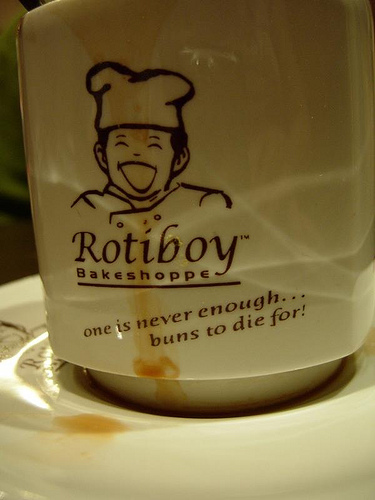 Rotiboy™
Bakeshoppe
one is never enough...
buns to die for!